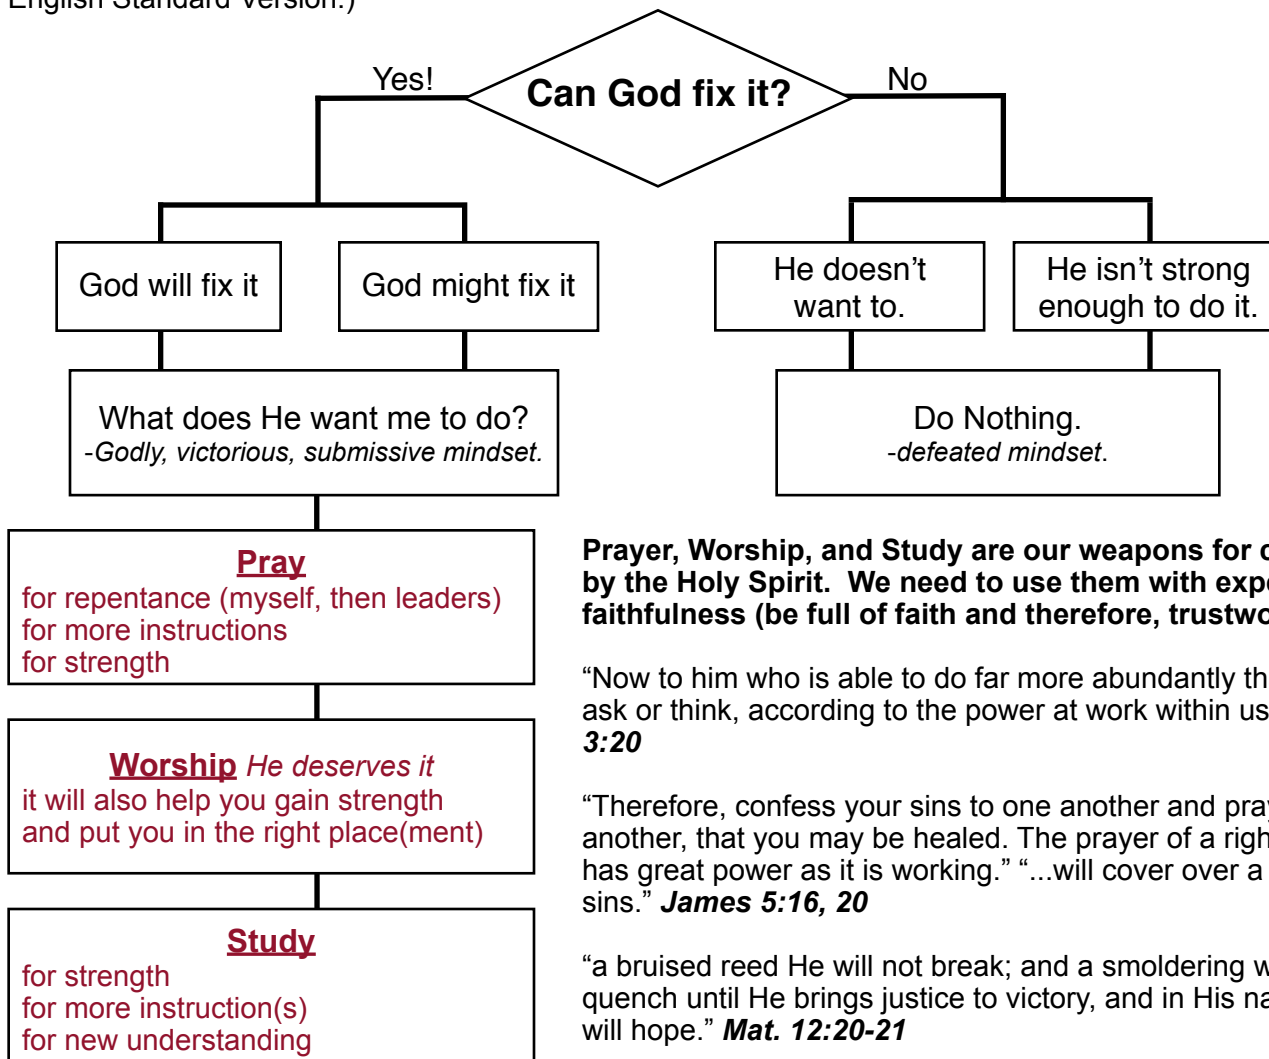 English Standard Version.)
Can God fix it?
Yes!
No
God will fix it
God might fix it
He doesn't
want to.
He isn't strong
enough to do it.
What does He want me to do?
-Godly, victorious, submissive mindset.
Do Nothing.
-defeated mindset.
Pray
for repentance (myself, then leaders)
for more instructions
for strength
Worship He deserves it
it will also help you gain strength
and put you in the right place(ment)
Study
for strength
for more instruction(s)
for new understanding
Prayer, Worship, and Study are our weapons for
by the Holy Spirit.  We need to use them with
faithfulness (be full of faith and therefore,
“Now to him who is able to do far more abundantly
ask or think, according to the power at work within us
3:20
“Therefore, confess your sins to one another and pray
another, that you may be healed. The prayer of a
has great power as it is working.” “...will cover over a
sins.” James 5:16, 20
“a bruised reed He will not break; and a smoldering
quench until He brings justice to victory, and in His
will hope.” Mat. 12:20-21